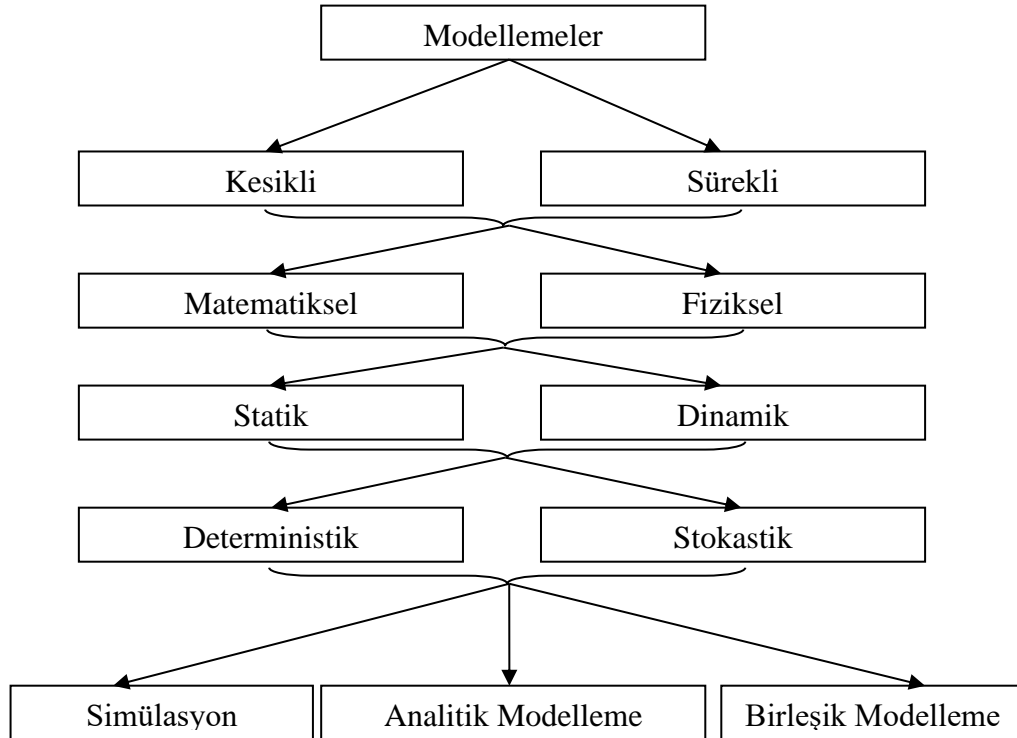 Modellemeler
Kesikli
Sürekli
Matematiksel
Fiziksel
Statik
Dinamik
Deterministik
Stokastik
Simülasyon
Analitik Modelleme
Birleşik Modelleme